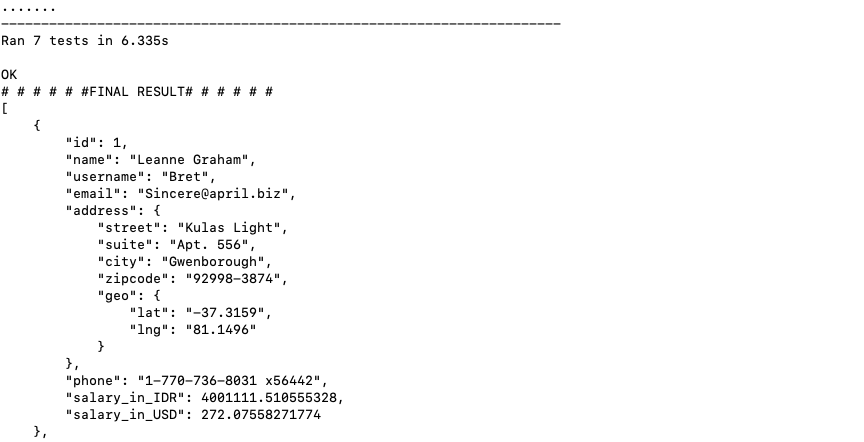 .......
----------------------------------------------------------------------
Ran 7 tests in 6.335s
OK
# # # # # #FINAL RESULT# # # # # #
[
    {
        "id": 1,
        "name": "Leanne Graham",
        "username": "Bret",
        "email": "Sincere@april.biz",
        "address": {
            "street": "Kulas Light",
            "suite": "Apt. 556",
            "city": "Gwenborough",
            "zipcode": "92998-3874",
            "geo": {
                "lat": "-37.3159",
                "lng": "81.1496"
            }
        },
        "phone": "1-770-736-8031 x56442",
        "salary_in_IDR": 4001111.510555328,
        "salary_in_USD": 272.07558271774
    },